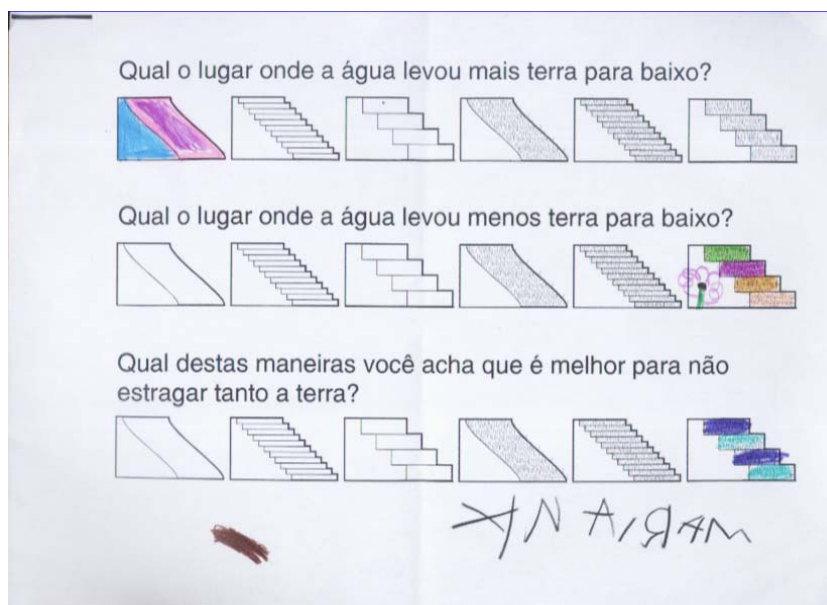 Qual o lugar onde a água levou mais terra para baixo?
Qual o lugar onde a água levou menos terra para baixo?
Qual destas maneiras você acha que é melhor para não
estragar tanto a terra?
ANAIRAM